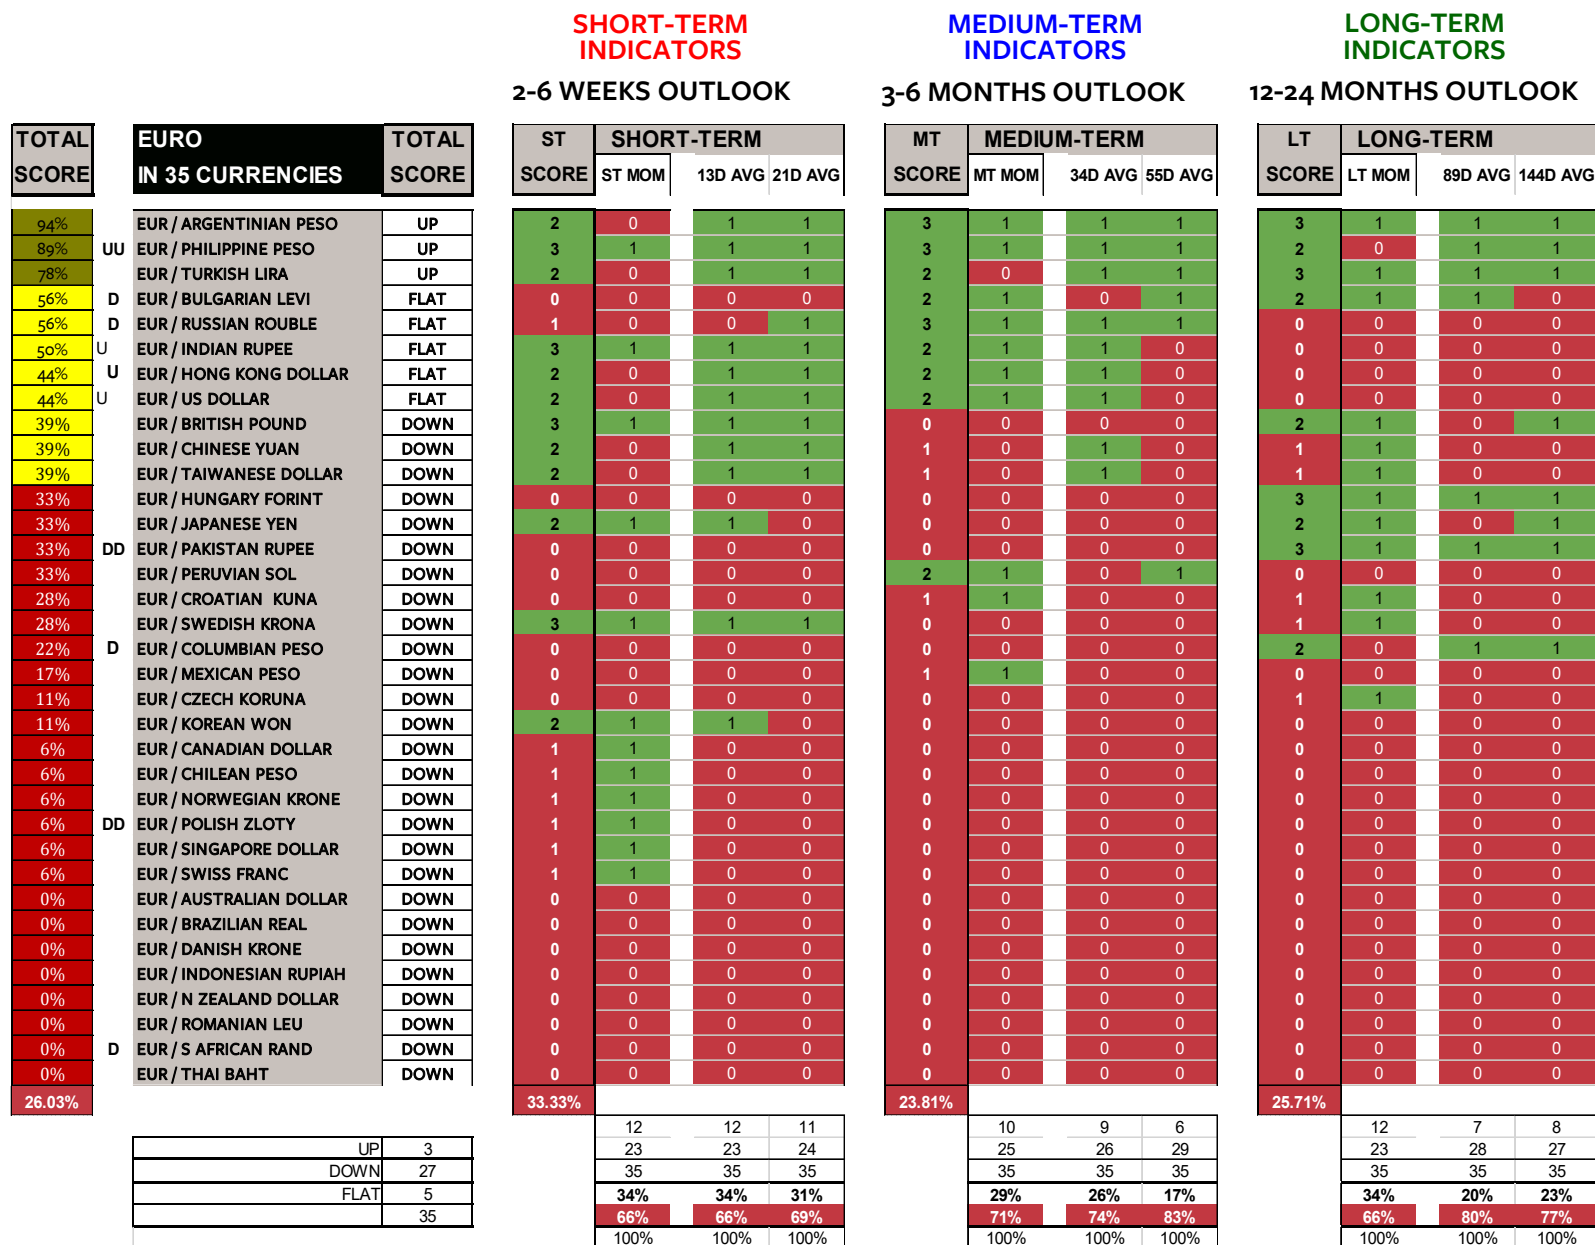 SHORT-TERM INDICATORS MEDIUM-TERM INDICATORS LONG-TERM INDICATORS
2-6 WEEKS OUTLOOK 3-6 MONTHS OUTLOOK 12-24 MONTHS OUTLOOK
TOTAL EURO TOTAL ST SHORT-TERM MT MEDIUM-TERM LT LONG-TERM
SCORE IN 35 CURRENCIES SCORE SCORE ST MOM 13D AVG 21D AVG SCORE MT MOM 34D AVG 55D AVG SCORE LT MOM 89D AVG 144D AVG
94% EUR / ARGENTINIAN PESO UP 2 0 1 1 3 1 1 1 3 1 1 1
89% UU EUR / PHILIPPINE PESO UP 3 1 1 1 3 1 1 1 2 0 1 1
78% EUR / TURKISH LIRA UP 2 0 1 1 2 0 1 1 3 1 1 1
56% D EUR / BULGARIAN LEVI FLAT 0 0 0 0 2 1 0 1 2 1 1 0
56% D EUR / RUSSIAN ROUBLE FLAT 1 0 0 1 3 1 1 1 0 0 0 0
50% U EUR / INDIAN RUPEE FLAT 3 1 1 1 2 1 1 0 0 0 0 0
44% U EUR / HONG KONG DOLLAR FLAT 2 0 1 1 2 1 1 0 0 0 0 0
44% U EUR / US DOLLAR FLAT 2 0 1 1 2 1 1 0 0 0 0 0
39% EUR / BRITISH POUND DOWN 3 1 1 1 0 0 0 0 2 1 0 1
39% EUR / CHINESE YUAN DOWN 2 0 1 1 1 0 1 0 1 1 0 0
39% EUR / TAIWANESE DOLLAR DOWN 2 0 1 1 1 0 1 0 1 1 0 0
33% EUR / HUNGARY FORINT DOWN 0 0 0 0 0 0 0 0 3 1 1 1
33% EUR / JAPANESE YEN DOWN 2 1 1 0 0 0 0 0 2 1 0 1
33% DD EUR / PAKISTAN RUPEE DOWN 0 0 0 0 0 0 0 0 3 1 1 1
33% EUR / PERUVIAN SOL DOWN 0 0 0 0 2 1 0 1 0 0 0 0
28% EUR / CROATIAN KUNA DOWN 0 0 0 0 1 1 0 0 1 1 0 0
28% EUR / SWEDISH KRONA DOWN 3 1 1 1 0 0 0 0 1 1 0 0
22% D EUR / COLUMBIAN PESO DOWN 0 0 0 0 0 0 0 0 2 0 1 1
17% EUR / MEXICAN PESO DOWN 0 0 0 0 1 1 0 0 0 0 0 0
11% EUR / CZECH KORUNA DOWN 0 0 0 0 0 0 0 0 1 1 0 0
11% EUR / KOREAN WON DOWN 2 1 1 0 0 0 0 0 0 0 0 0
6% EUR / CANADIAN DOLLAR DOWN 1 1 0 0 0 0 0 0 0 0 0 0
6% EUR / CHILEAN PESO DOWN 1 1 0 0 0 0 0 0 0 0 0 0
6% EUR / NORWEGIAN KRONE DOWN 1 1 0 0 0 0 0 0 0 0 0 0
6% DD EUR / POLISH ZLOTY DOWN 1 1 0 0 0 0 0 0 0 0 0 0
6% EUR / SINGAPORE DOLLAR DOWN 1 1 0 0 0 0 0 0 0 0 0 0
6% EUR / SWISS FRANC DOWN 1 1 0 0 0 0 0 0 0 0 0 0
0% EUR / AUSTRALIAN DOLLAR DOWN 0 0 0 0 0 0 0 0 0 0 0 0
0% EUR / BRAZILIAN REAL DOWN 0 0 0 0 0 0 0 0 0 0 0 0
0% EUR / DANISH KRONE DOWN 0 0 0 0 0 0 0 0 0 0 0 0
0% EUR / INDONESIAN RUPIAH DOWN 0 0 0 0 0 0 0 0 0 0 0 0
0% EUR / N ZEALAND DOLLAR DOWN 0 0 0 0 0 0 0 0 0 0 0 0
0% EUR / ROMANIAN LEU DOWN 0 0 0 0 0 0 0 0 0 0 0 0
0% D EUR / S AFRICAN RAND DOWN 0 0 0 0 0 0 0 0 0 0 0 0
0% EUR / THAI BAHT DOWN 0 0 0 0 0 0 0 0 0 0 0 0
26.03% 33.33% 23.81% 25.71%
12 12 11 10 9 6 12 7 8
UP 3 23 23 24 25 26 29 23 28 27
DOWN 27 35 35 35 35 35 35 35 35 35
FLAT 5 34% 34% 31% 29% 26% 17% 34% 20% 23%
35 66% 66% 69% 71% 74% 83% 66% 80% 77%
100% 100% 100% 100% 100% 100% 100% 100% 100%